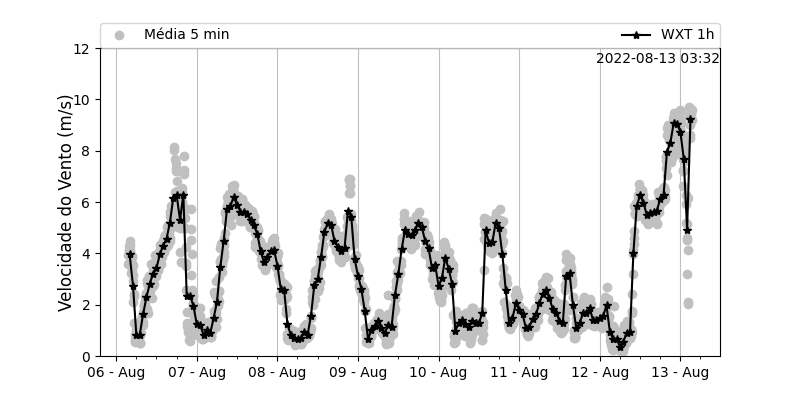 Média 5 min WXT 1h
2022-08-13 03:32
Velocidade do Vento (m/s)
12
10
8
6
4
2
0
06 - Aug 07 - Aug 08 - Aug 09 - Aug 10 - Aug 11 - Aug 12 - Aug 13 - Aug